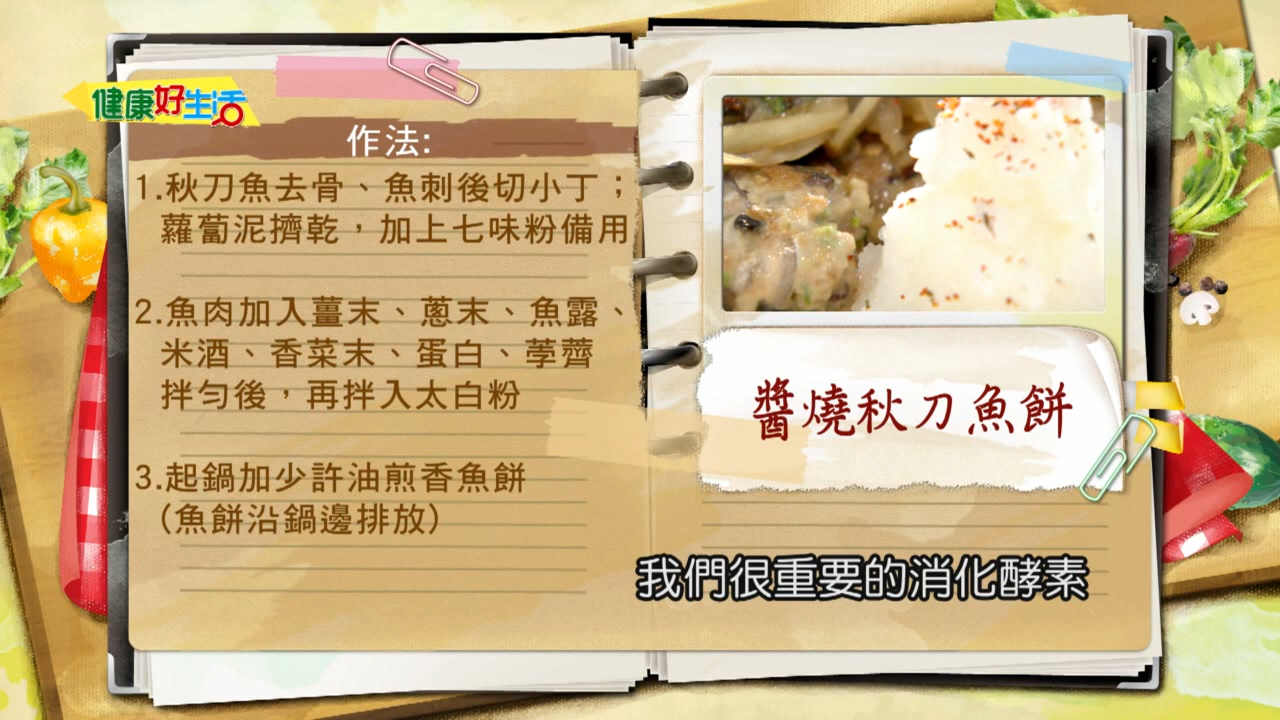 健康好生活
作法:
1.秋刀魚去骨、魚刺後切小丁；
蘿蔔泥擠乾，加上七味粉備用
2.魚肉加入薑末、蔥末、魚露、
米酒、香菜末、蛋白、荸薺
拌勻後，再拌入太白粉
3.起鍋加少許油煎香魚餅
(魚餅沿鍋邊排放)
醬燒秋刀魚餅
我們很重要的消化酵素